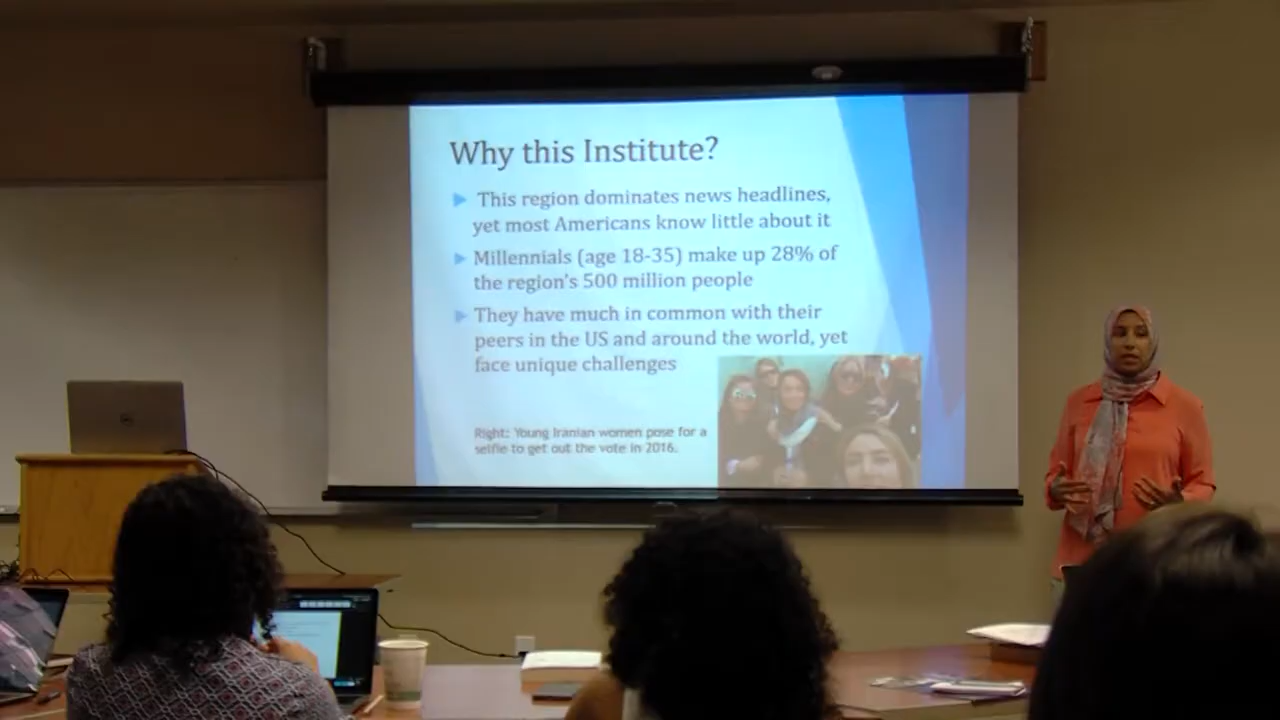 Why this Institute?
This region dominates news headlines,
yet most Americans know little about it
Millennials (age 18-35) make up 28% of
the region's 500 million people
They have much in common with their
peers in the US and around the world, yet
face unique challenges
Right: Young Iranian women pose for a
selfie to get out the vote in 2016.